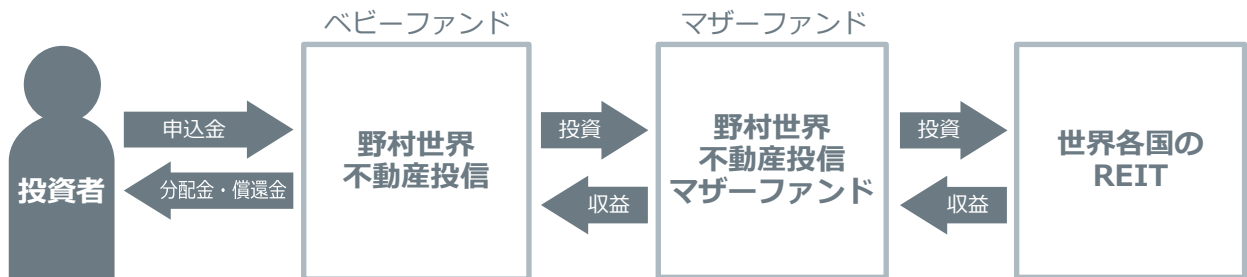 ベビーファンド
マザーファンド
投資者
申込金
分配金・償還金
野村世界
不動産投信
投資
収益
野村世界
不動産投信
マザーファンド
投資
収益
世界各国の
REIT